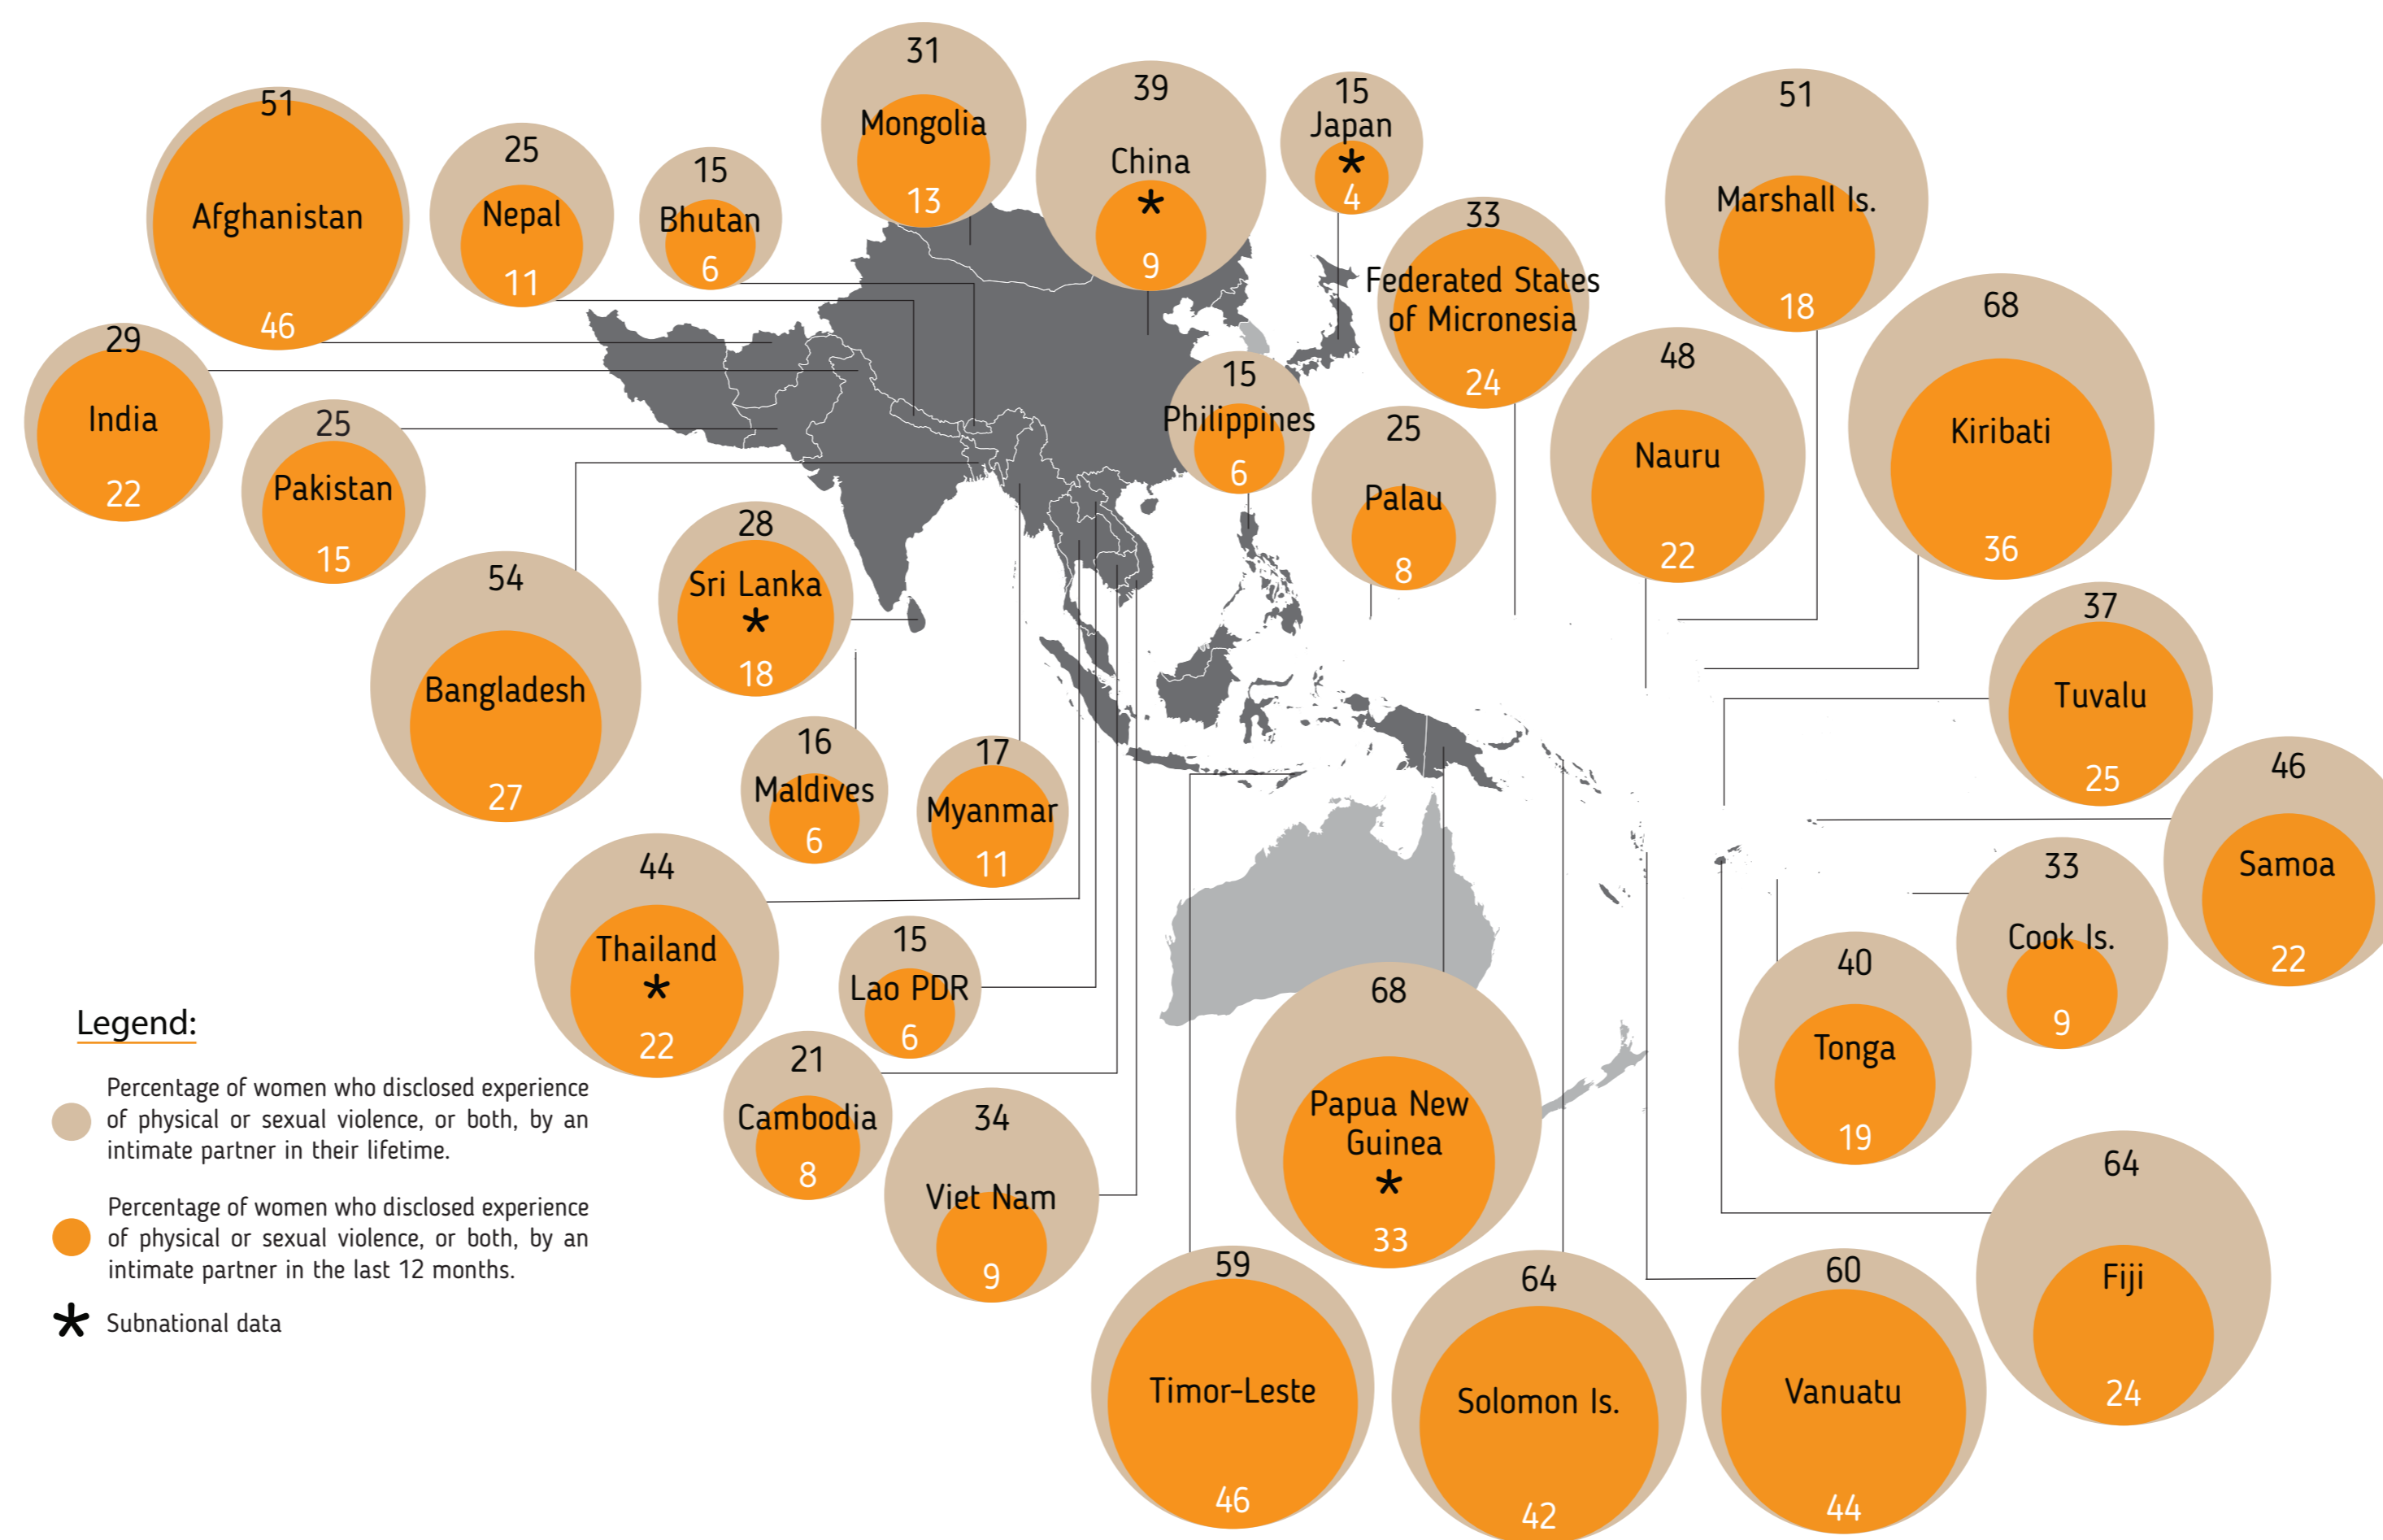 31
Mongolia
13
39
China
*
9
15
Japan
*
4
51
Marshall Is.
18
51
Afghanistan
46
25
Nepal
11
15
Bhutan
6
33
Federated States
of Micronesia
24
68
Kiribati
36
29
India
22
25
Pakistan
15
15
Philippines
6
25
Palau
8
48
Nauru
22
54
Bangladesh
27
28
Sri Lanka
*
18
37
Tuvalu
25
16
Maldives
6
17
Myanmar
11
46
Samoa
22
44
Thailand
*
22
15
Lao PDR
6
33
Cook Is.
9
40
Tonga
19
21
Cambodia
8
34
Viet Nam
9
68
Papua New
Guinea
*
33
64
Fiji
24
59
Timor-Leste
46
64
Solomon Is.
42
60
Vanuatu
44
Legend:
Percentage of women who disclosed experience
of physical or sexual violence, or both, by an
intimate partner in their lifetime.
Percentage of women who disclosed experience
of physical or sexual violence, or both, by an
intimate partner in the last 12 months.
* Subnational data